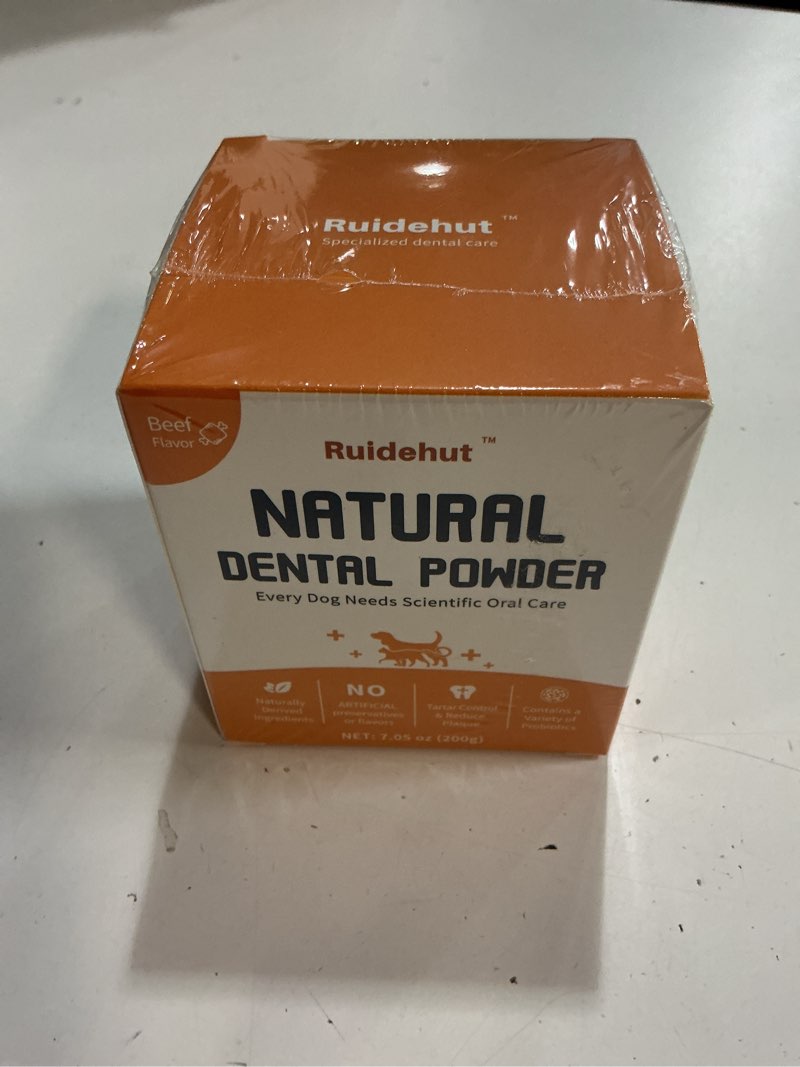 Ruidehut™
Specialized dental care
Beef
Flavor
Ruidehut™
NATURAL
DENTAL POWDER
Every Dog Needs Scientific Oral Care
Naturally
Derived
Ingredients
NO
ARTIFICIAL
preservatives
or flavors
Tartar Control
& Reduce
Plaque
Contains a
Variety of
Probiotics
NET: 7.05 oz (200g)